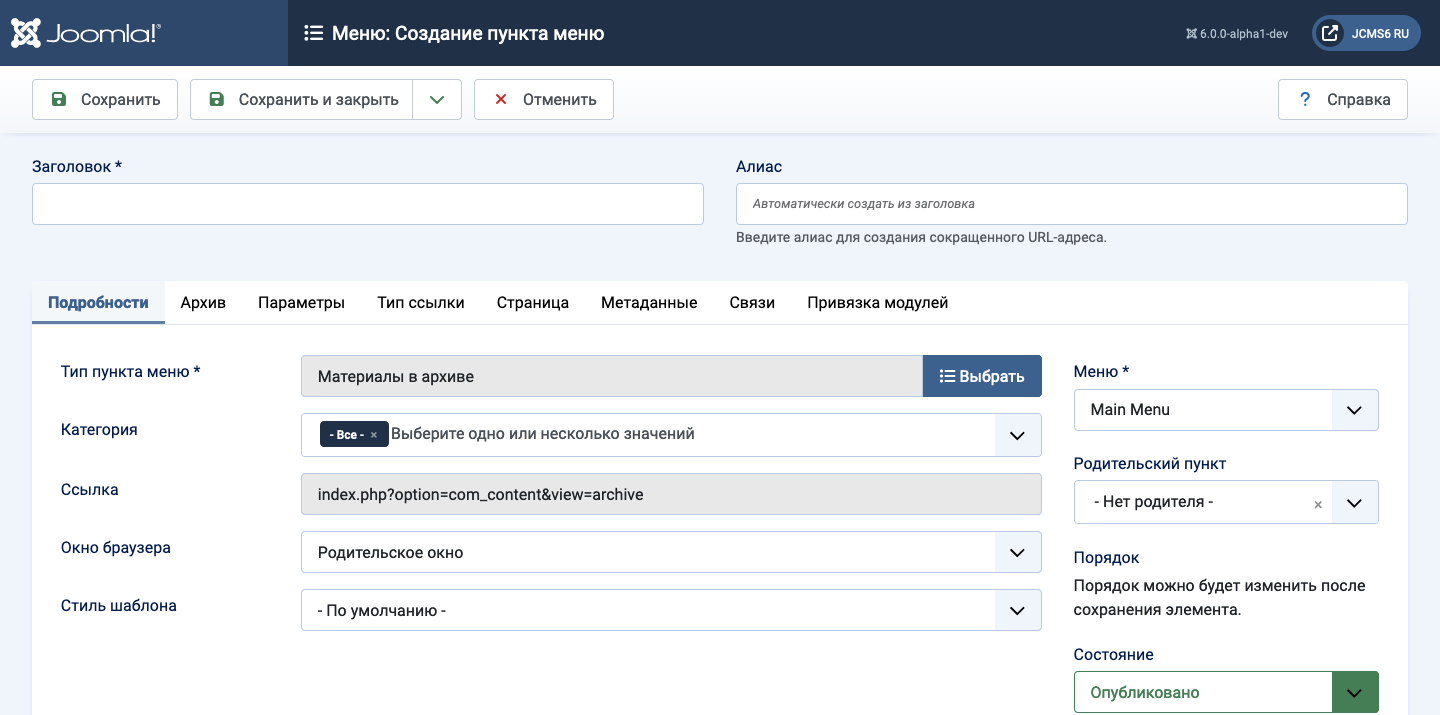 Joomla!®
Меню: Создание пункта меню
6.0.0-alpha1-dev
JCMS6 RU
Сохранить
Сохранить и закрыть
Отменить
? Справка
Заголовок *
Алиас
Автоматически создать из заголовка
Введите алиас для создания сокращенного URL-адреса.
Подробности Архив Параметры Тип ссылки Страница Метаданные Связи Привязка модулей
Тип пункта меню *
Материалы в архиве
Выбрать
Категория
- Все - × Выберите одно или несколько значений
Ссылка
index.php?option=com_content&view=archive
Окно браузера
Родительское окно
Стиль шаблона
- По умолчанию -
Меню *
Main Menu
Родительский пункт
- Нет родителя - ×
Порядок
Порядок можно будет изменить после
сохранения элемента.
Состояние
Опубликовано